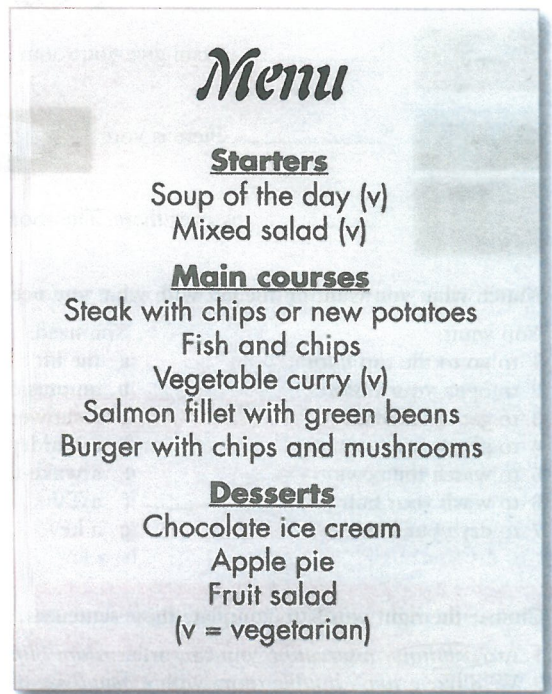 Menu
Starters
Soup of the day (v)
Mixed salad (v)
Main courses
Steak with chips or new potatoes
Fish and chips
Vegetable curry (v)
Salmon fillet with green beans
Burger with chips and mushrooms
Desserts
Chocolate ice cream
Apple pie
Fruit salad
(v = vegetarian)